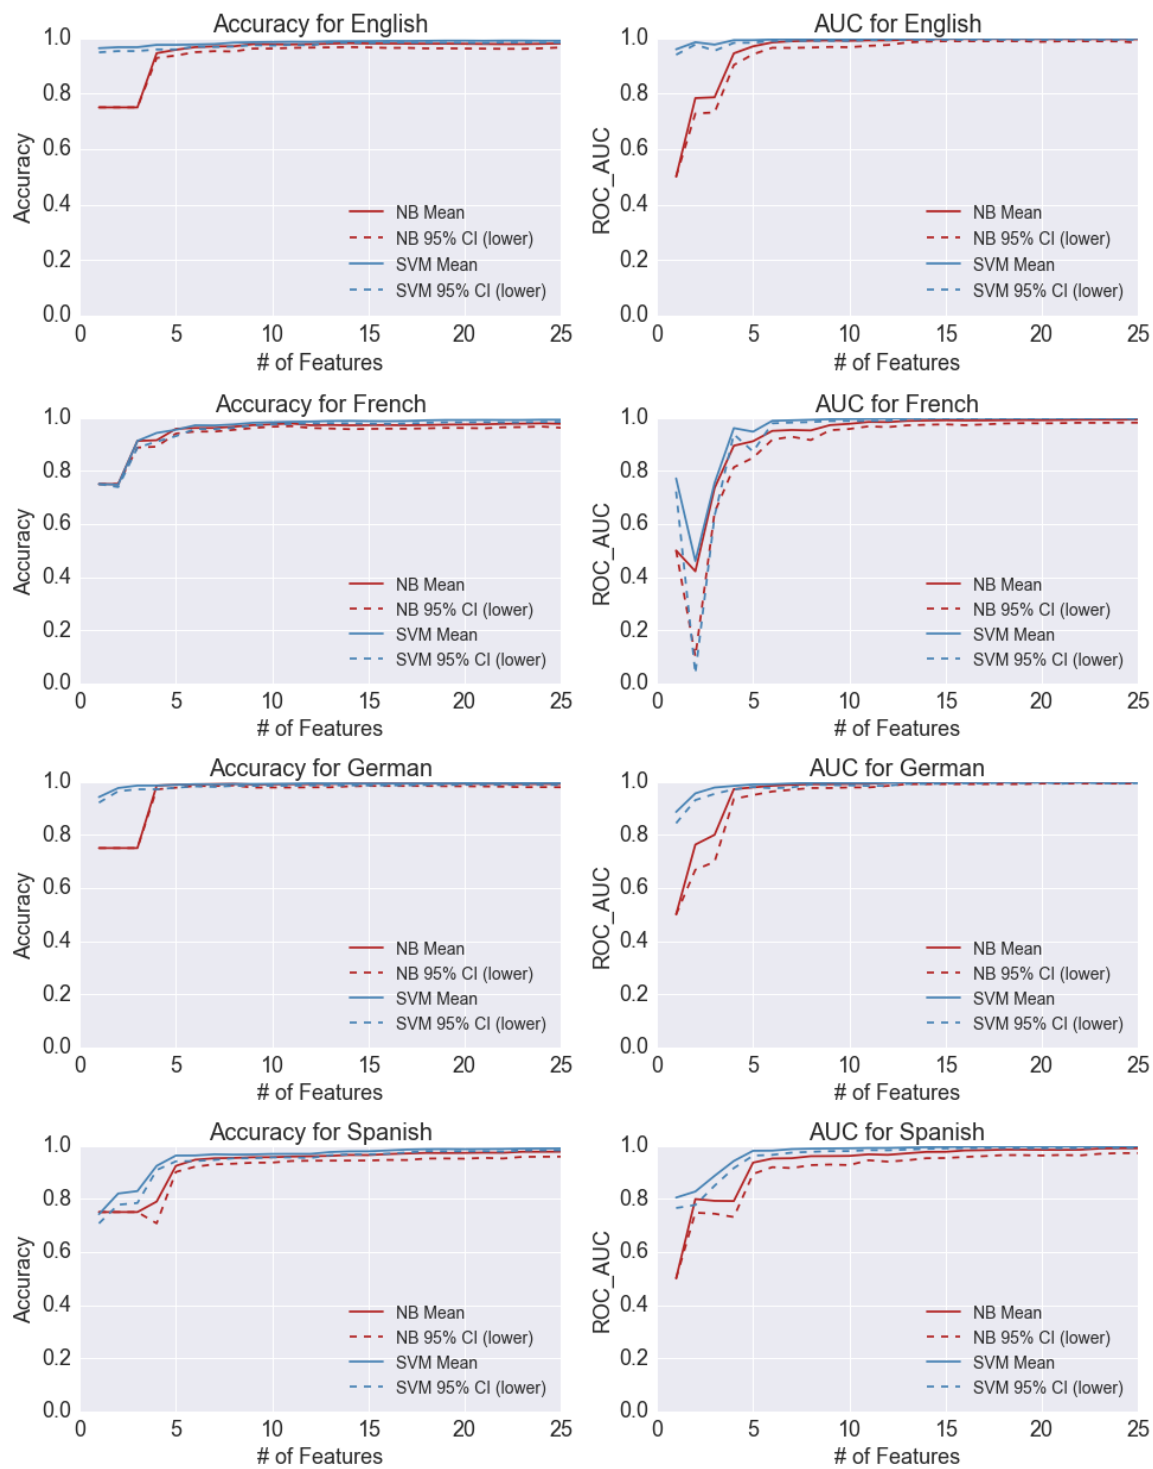 Accuracy for English
1.0
0.8
0.6
0.4
0.2
0.0
Accuracy
NB Mean
NB 95% CI (lower)
SVM Mean
SVM 95% CI (lower)
0 5 10 15 20 25
# of Features
AUC for English
1.0
0.8
0.6
0.4
0.2
0.0
ROC_AUC
NB Mean
NB 95% CI (lower)
SVM Mean
SVM 95% CI (lower)
0 5 10 15 20 25
# of Features
Accuracy for French
1.0
0.8
0.6
0.4
0.2
0.0
Accuracy
NB Mean
NB 95% CI (lower)
SVM Mean
SVM 95% CI (lower)
0 5 10 15 20 25
# of Features
AUC for French
1.0
0.8
0.6
0.4
0.2
0.0
ROC_AUC
NB Mean
NB 95% CI (lower)
SVM Mean
SVM 95% CI (lower)
0 5 10 15 20 25
# of Features
Accuracy for German
1.0
0.8
0.6
0.4
0.2
0.0
Accuracy
NB Mean
NB 95% CI (lower)
SVM Mean
SVM 95% CI (lower)
0 5 10 15 20 25
# of Features
AUC for German
1.0
0.8
0.6
0.4
0.2
0.0
ROC_AUC
NB Mean
NB 95% CI (lower)
SVM Mean
SVM 95% CI (lower)
0 5 10 15 20 25
# of Features
Accuracy for Spanish
1.0
0.8
0.6
0.4
0.2
0.0
Accuracy
NB Mean
NB 95% CI (lower)
SVM Mean
SVM 95% CI (lower)
0 5 10 15 20 25
# of Features
AUC for Spanish
1.0
0.8
0.6
0.4
0.2
0.0
ROC_AUC
NB Mean
NB 95% CI (lower)
SVM Mean
SVM 95% CI (lower)
0 5 10 15 20 25
# of Features